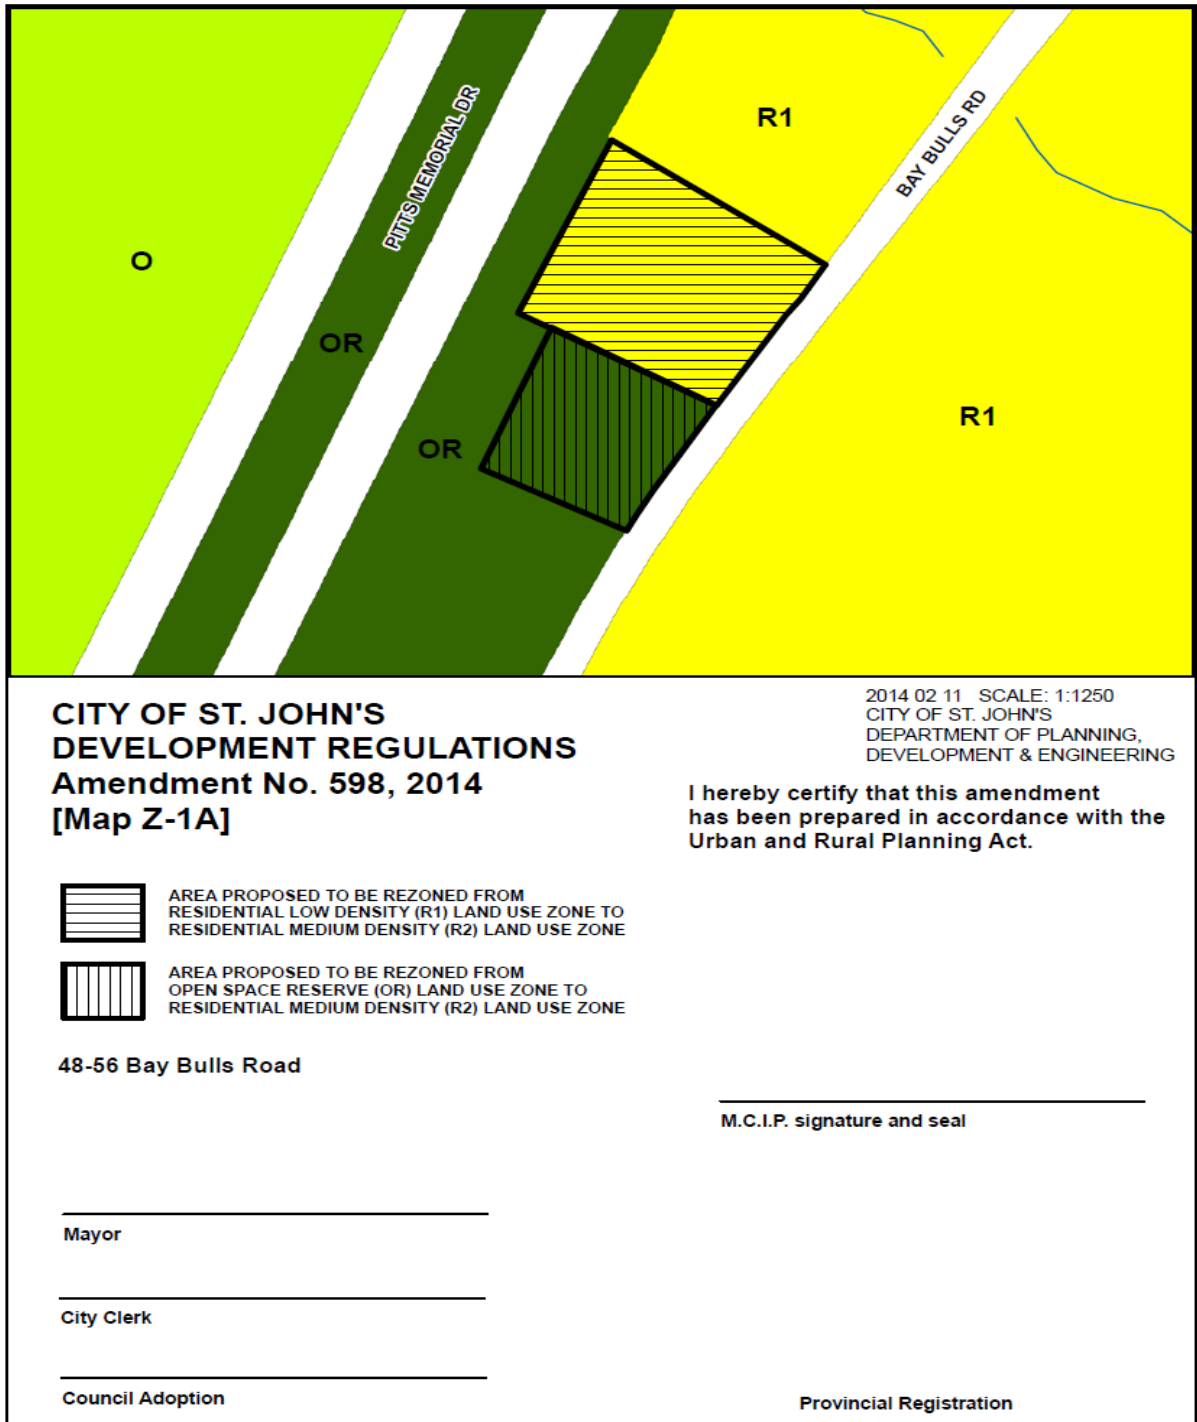 R1
BAY BULLS RD
PITTS MEMORIAL DR
O
OR
OR
R1
CITY OF ST. JOHN'S
DEVELOPMENT REGULATIONS
Amendment No. 598, 2014
[Map Z-1A]
2014 02 11 SCALE: 1:1250
CITY OF ST. JOHN'S
DEPARTMENT OF PLANNING,
DEVELOPMENT & ENGINEERING
I hereby certify that this amendment
has been prepared in accordance with the
Urban and Rural Planning Act.
AREA PROPOSED TO BE REZONED FROM
RESIDENTIAL LOW DENSITY (R1) LAND USE ZONE TO
RESIDENTIAL MEDIUM DENSITY (R2) LAND USE ZONE
AREA PROPOSED TO BE REZONED FROM
OPEN SPACE RESERVE (OR) LAND USE ZONE TO
RESIDENTIAL MEDIUM DENSITY (R2) LAND USE ZONE
48-56 Bay Bulls Road
M.C.I.P. signature and seal
Mayor
City Clerk
Council Adoption
Provincial Registration